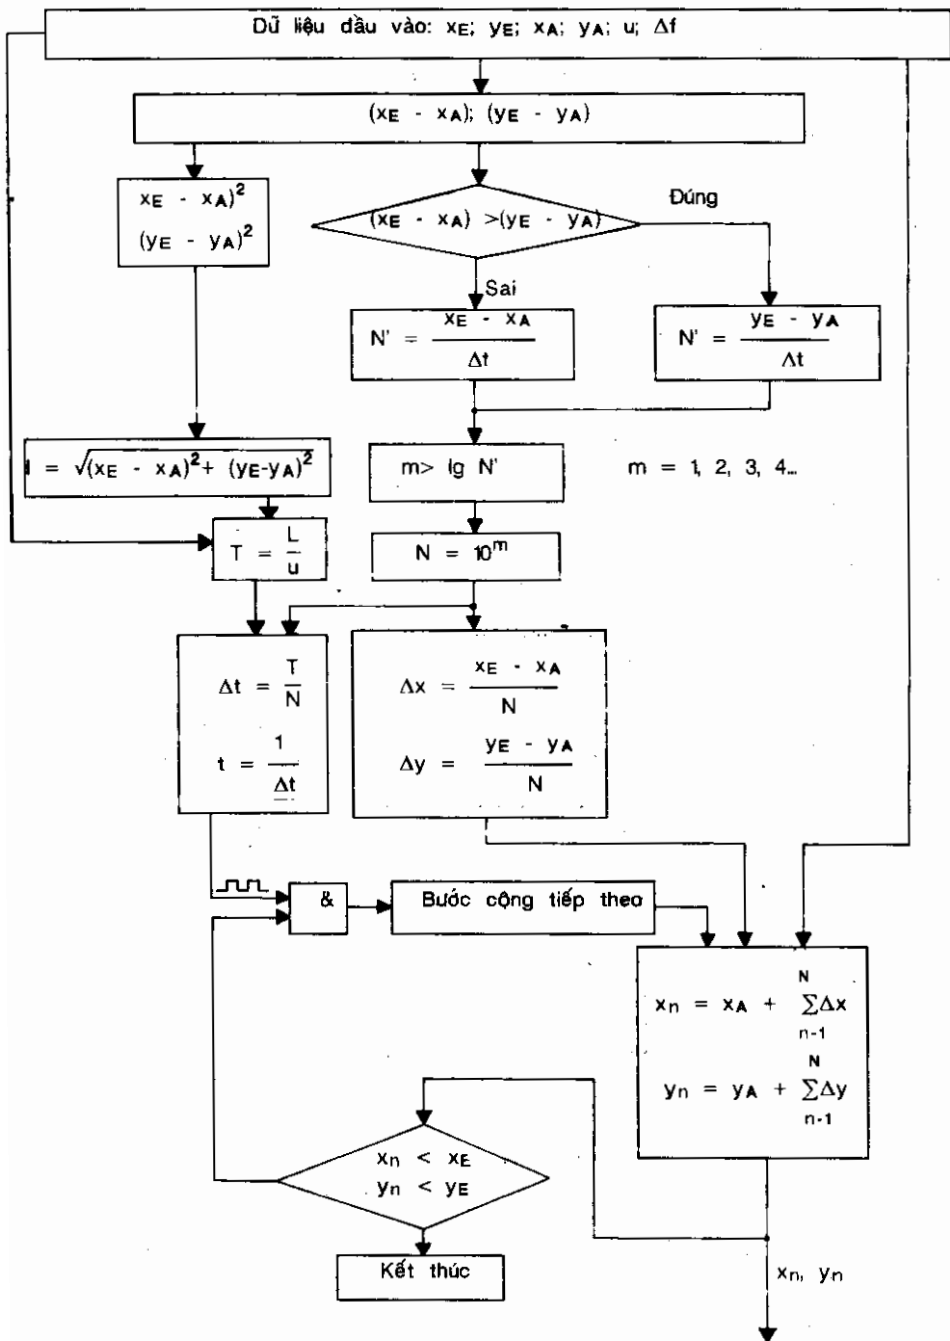 Dữ liệu đầu vào: xE; yE; xA; yA; u; Δf
(xE - xA); (yE - yA)
xE - xA)²
(yE - yA)²
(xE - xA) >(yE - yA)
Đúng
Sai
N' = (xE - xA)/Δt
N' = (yE - yA)/Δt
l = √(xE - xA)²+ (yE-yA)²
m> lg N'
m = 1, 2, 3, 4...
T = L/u
N = 10^m
Δt = T/N
t = 1/Δt
Δx = (xE - xA)/N
Δy = (yE - yA)/N
&
Bước cộng tiếp theo
N
xn = xA + ΣΔx
n-1
N
yn = yA + ΣΔy
n-1
xn < xE
yn < yE
Kết thúc
xn, yn